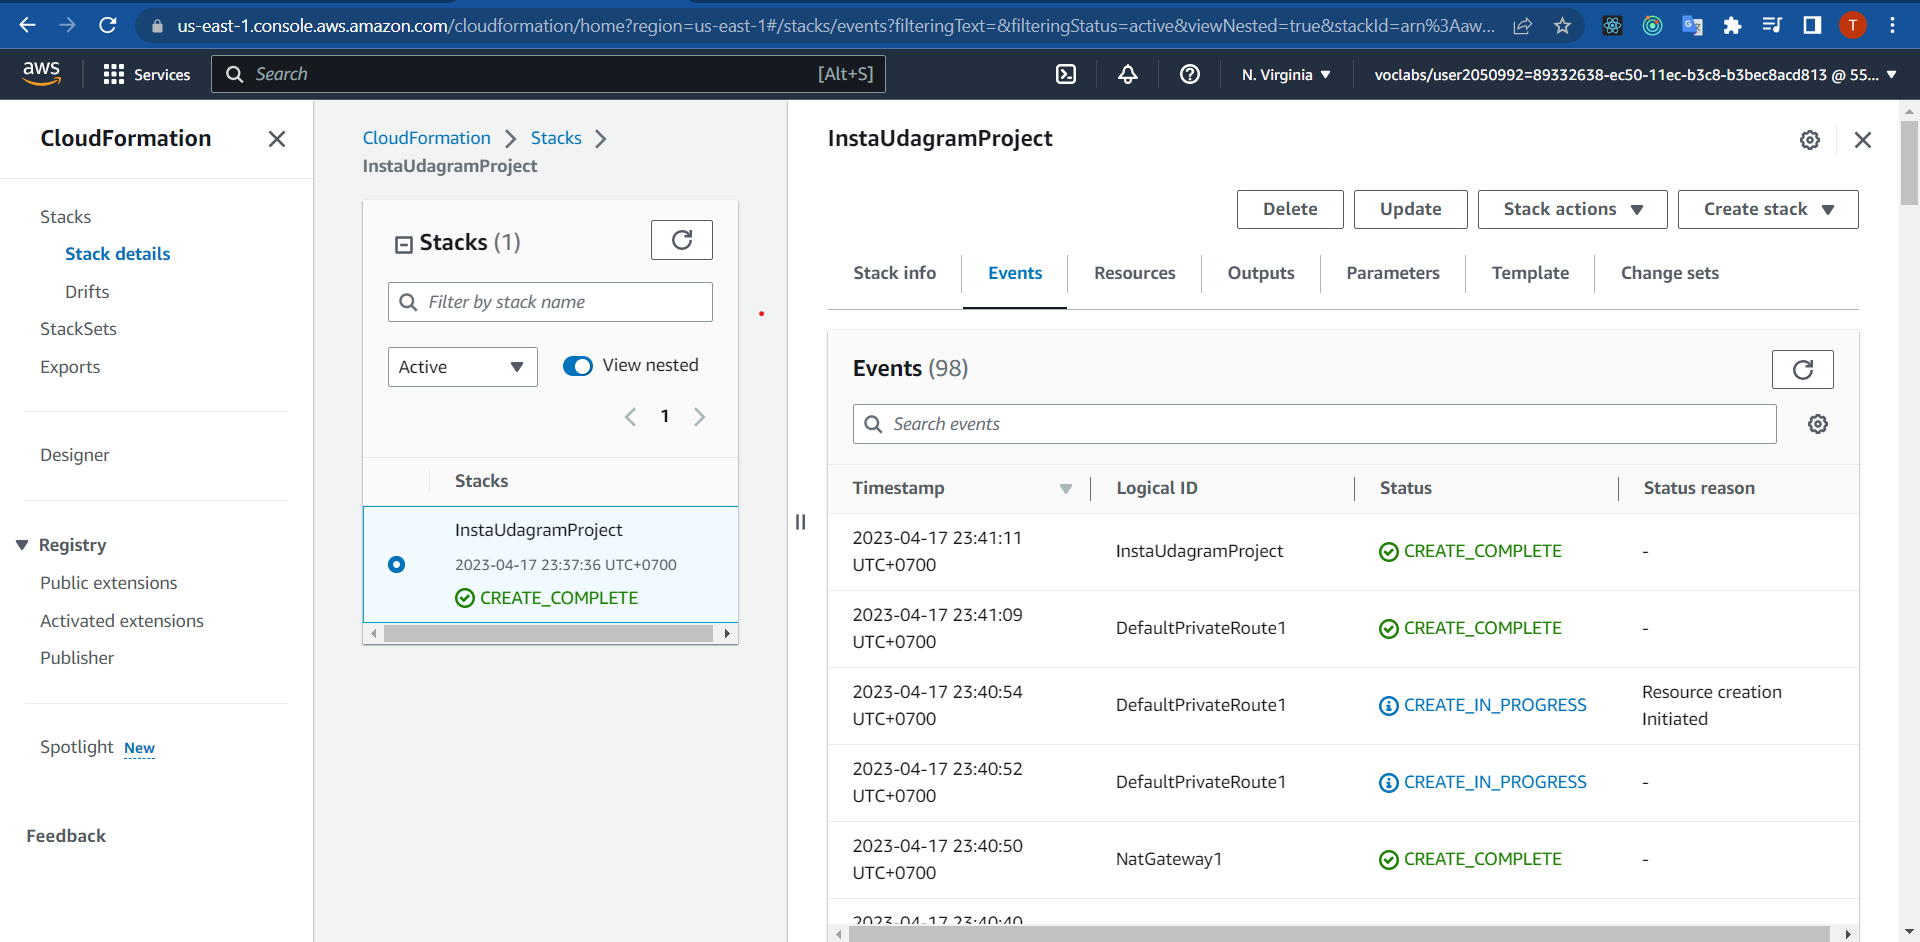 us-east-1.console.aws.amazon.com/cloudformation/home?region=us-east-1#/stacks/events?filteringText=&filteringStatus=active&viewNested=true&stackId=arn%3Aaw...
T
aws
Services
Search
[Alt+S]
N. Virginia
voclabs/user2050992=89332638-ec50-11ec-b3c8-b3bec8acd813 @ 55...
CloudFormation
Stacks
Stack details
Drifts
StackSets
Exports
Designer
Registry
Public extensions
Activated extensions
Publisher
Spotlight New
Feedback
CloudFormation
Stacks
InstaUdagramProject
Stacks (1)
Filter by stack name
Active
View nested
1
Stacks
InstaUdagramProject
2023-04-17 23:37:36 UTC+0700
CREATE_COMPLETE
InstaUdagramProject
Delete
Update
Stack actions
Create stack
Stack info
Events
Resources
Outputs
Parameters
Template
Change sets
Events (98)
Search events
Timestamp
Logical ID
Status
Status reason
2023-04-17 23:41:11
UTC+0700
InstaUdagramProject
CREATE_COMPLETE
-
2023-04-17 23:41:09
UTC+0700
DefaultPrivateRoute1
CREATE_COMPLETE
-
2023-04-17 23:40:54
UTC+0700
DefaultPrivateRoute1
CREATE_IN_PROGRESS
Resource creation
Initiated
2023-04-17 23:40:52
UTC+0700
DefaultPrivateRoute1
CREATE_IN_PROGRESS
-
2023-04-17 23:40:50
UTC+0700
NatGateway1
CREATE_COMPLETE
-
2023-04-17 23:40:40